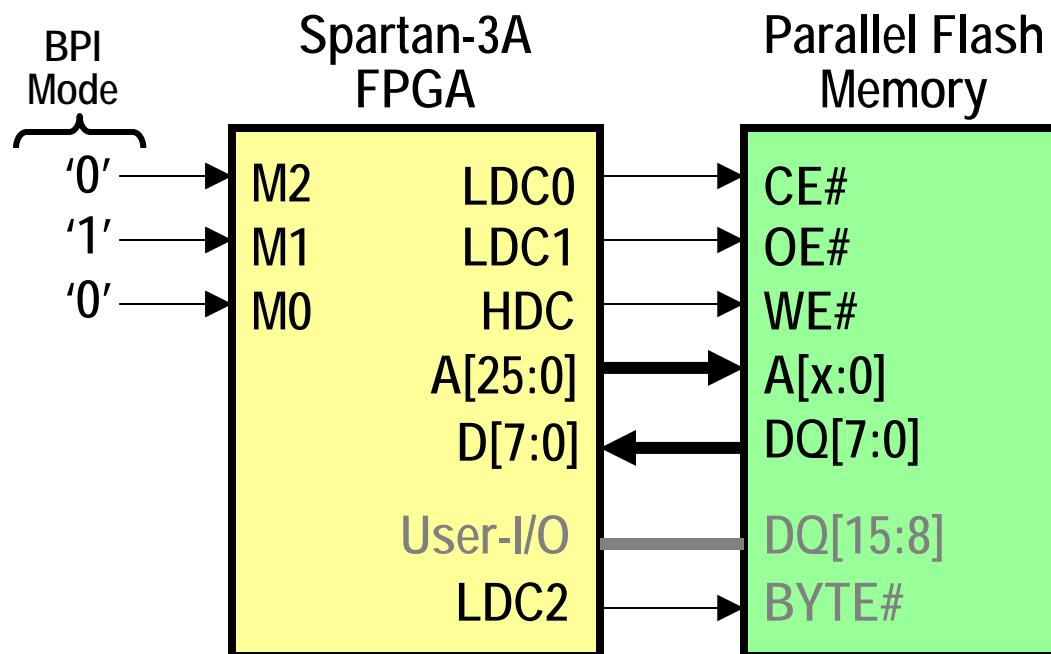 BPI
Mode
Spartan-3A
FPGA
Parallel Flash
Memory
‘0’ M2 LDC0 CE#
‘1’ M1 LDC1 OE#
‘0’ M0 HDC WE#
A[25:0] A[x:0]
D[7:0] DQ[7:0]
User-I/O DQ[15:8]
LDC2 BYTE#